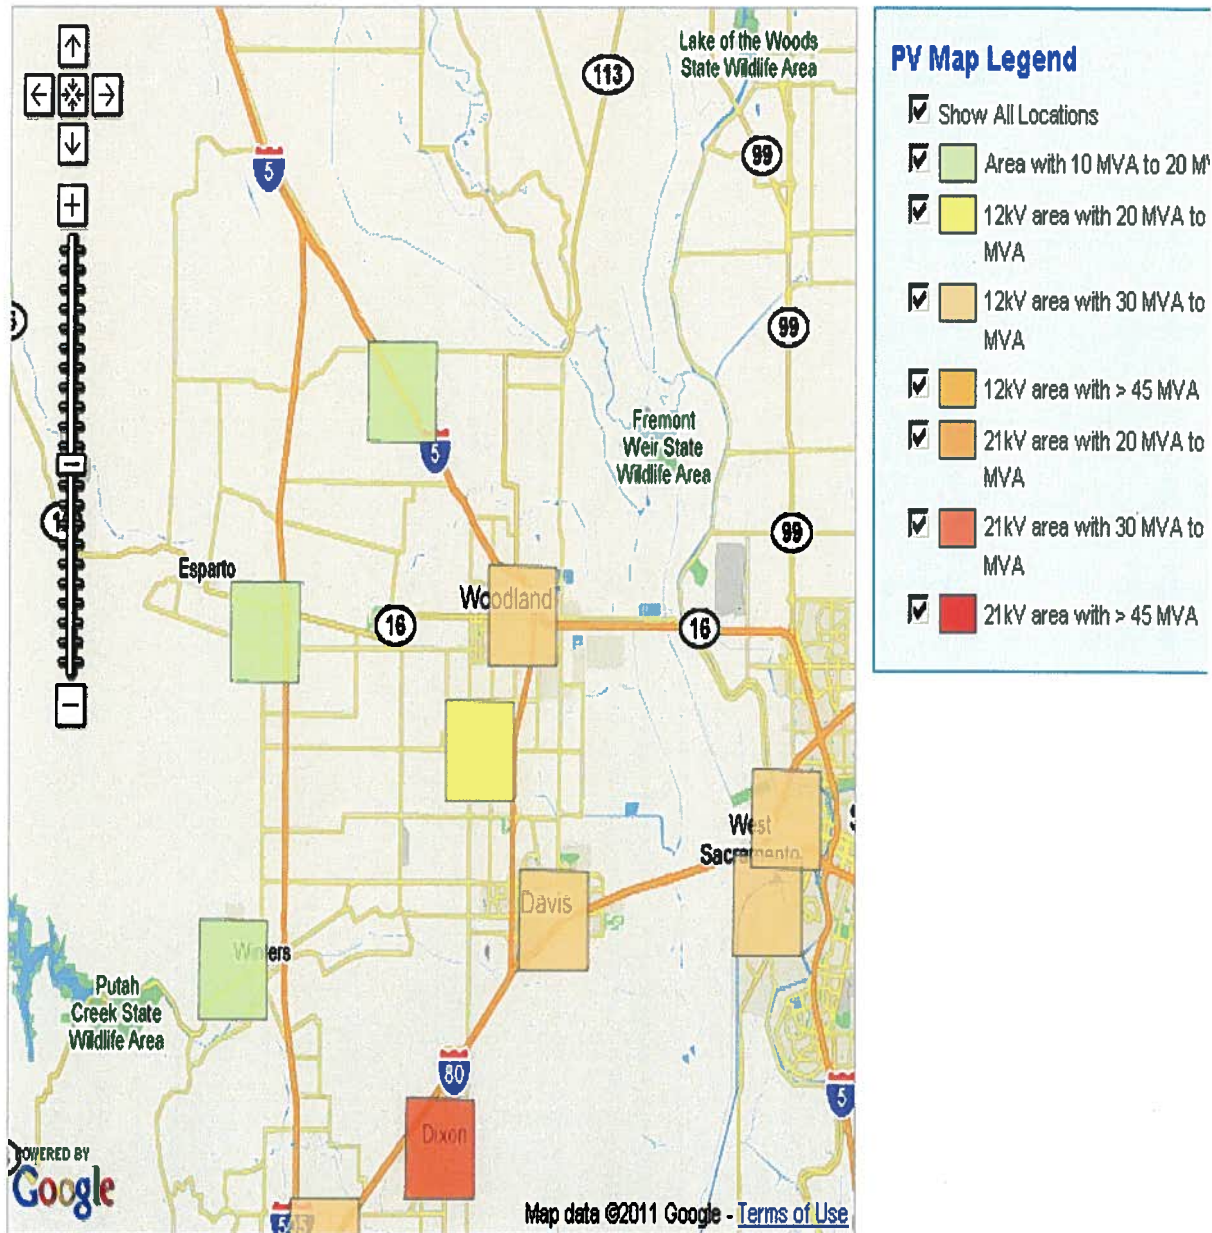 Lake of the Woods
State Wildlife Area
113
99
5
99
Fremont
Weir State
Wildlife Area
5
99
Esparto
Woodland
16
16
West
Sacramento
Davis
Winters
Putah
Creek State
Wildlife Area
80
5
Dixon
POWERED BY
Google
Map data ©2011 Google - Terms of Use
PV Map Legend
Show All Locations
Area with 10 MVA to 20 M
12kV area with 20 MVA to
MVA
12kV area with 30 MVA to
MVA
12kV area with > 45 MVA
21kV area with 20 MVA to
MVA
21kV area with 30 MVA to
MVA
21kV area with > 45 MVA